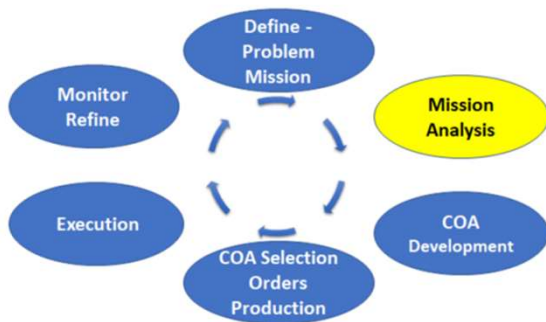 Define -
Problem
Mission
Mission
Analysis
COA
Development
COA Selection
Orders
Production
Execution
Monitor
Refine